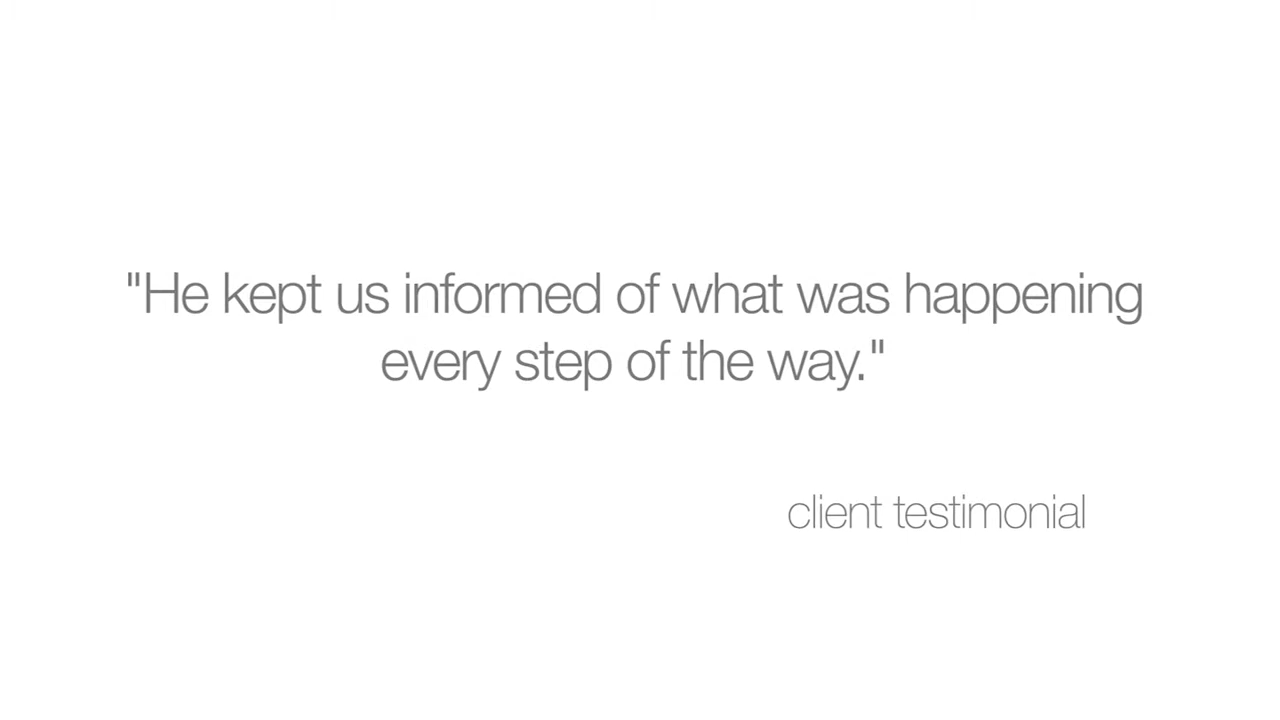 "He kept us informed of what was happening
every step of the way."
client testimonial